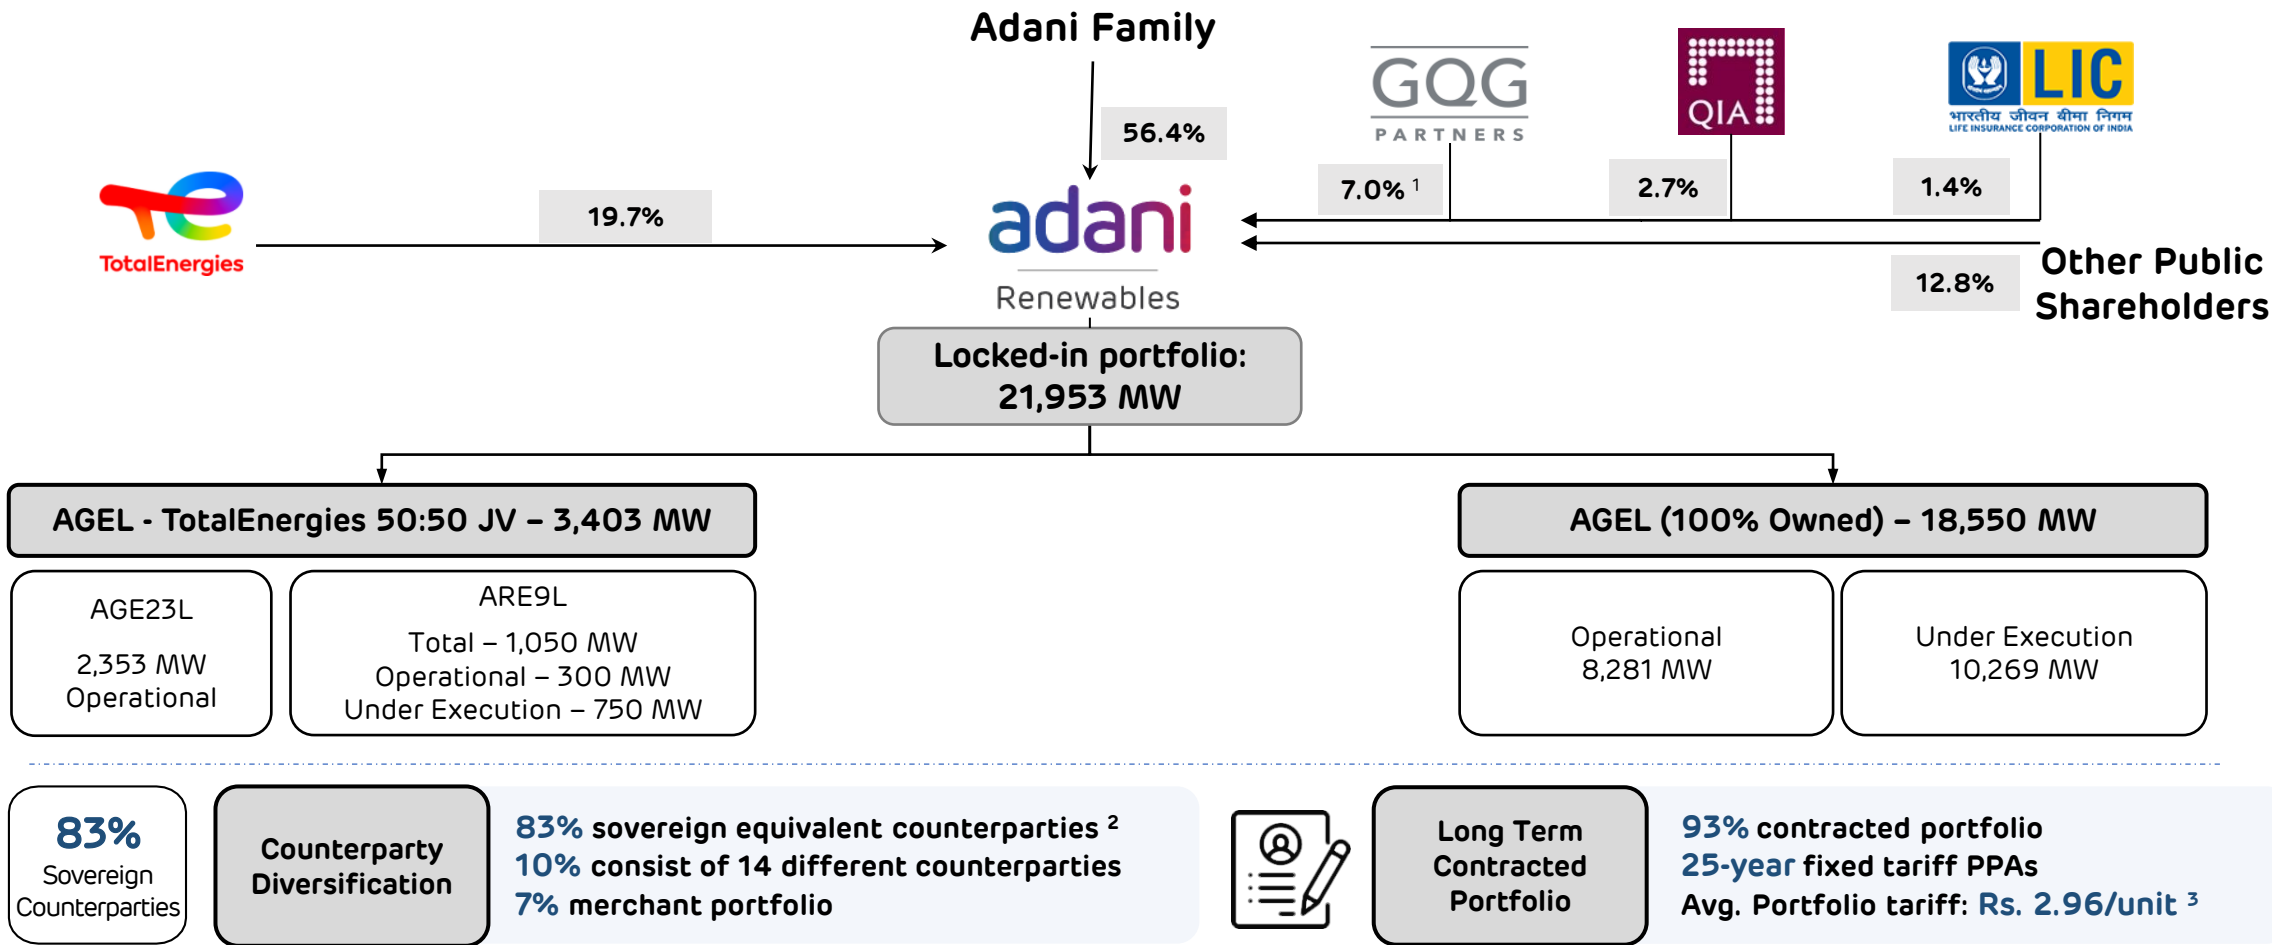 Adani Family
GQG
PARTNERS
QIA
LIC
भारतीय जीवन बीमा निगम
LIFE INSURANCE CORPORATION OF INDIA
56.4%
7.0% 1
2.7%
1.4%
TotalEnergies
19.7%
adani
Renewables
12.8%
Other Public
Shareholders
Locked-in portfolio:
21,953 MW
AGEL - TotalEnergies 50:50 JV – 3,403 MW
AGEL (100% Owned) – 18,550 MW
AGE23L
2,353 MW
Operational
ARE9L
Total – 1,050 MW
Operational – 300 MW
Under Execution – 750 MW
Operational
8,281 MW
Under Execution
10,269 MW
83%
Sovereign
Counterparties
Counterparty
Diversification
83% sovereign equivalent counterparties 2
10% consist of 14 different counterparties
7% merchant portfolio
Long Term
Contracted
Portfolio
93% contracted portfolio
25-year fixed tariff PPAs
Avg. Portfolio tariff: Rs. 2.96/unit 3